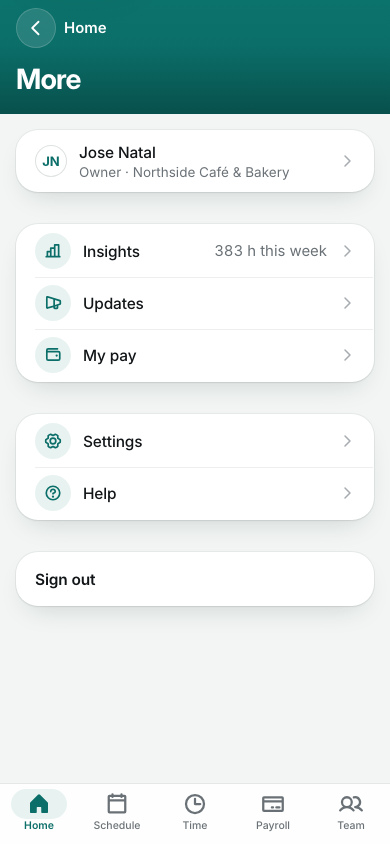 Home
More
JN
Jose Natal
Owner · Northside Café & Bakery
Insights 383 h this week
Updates
My pay
Settings
Help
Sign out
Home Schedule Time Payroll Team